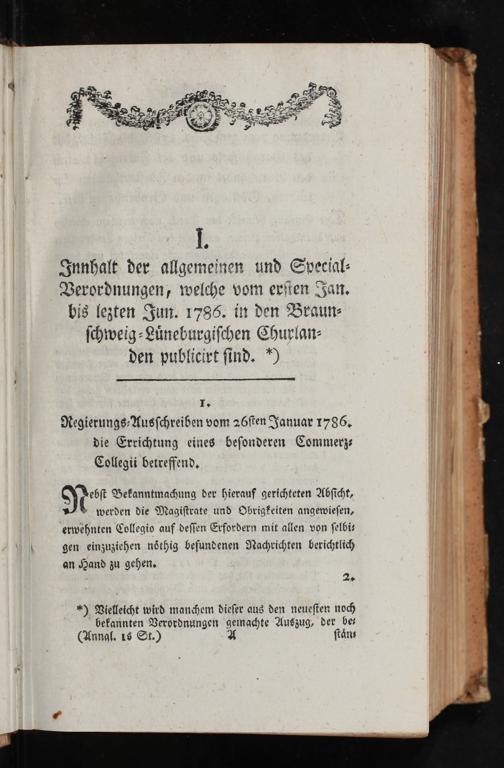 I.
Innhalt der allgemeinen und Special-
Verordnungen, welche vom ersten Jan.
bis lezten Jun. 1786. in den Braun-
schweig-Lüneburgischen Churlan-
den publicirt sind. *)
1.
Regierungs-Ausschreiben vom 26sten Januar 1786.
die Errichtung eines besonderen Commerz-
Collegii betreffend.
Nebst Bekanntmachung der hierauf gerichteten Absicht,
werden die Magistrate und Obrigkeiten angewiesen,
erwehnten Collegio auf dessen Erfordern mit allen von selbi-
gen einzuziehen nöthig befundenen Nachrichten berichtlich
an Hand zu gehen.
2.
*) Vielleicht wird manchem dieser aus den neuesten noch
bekannten Verordnungen gemachte Auszug, der be-
(Annal. 1s St.) A stän-